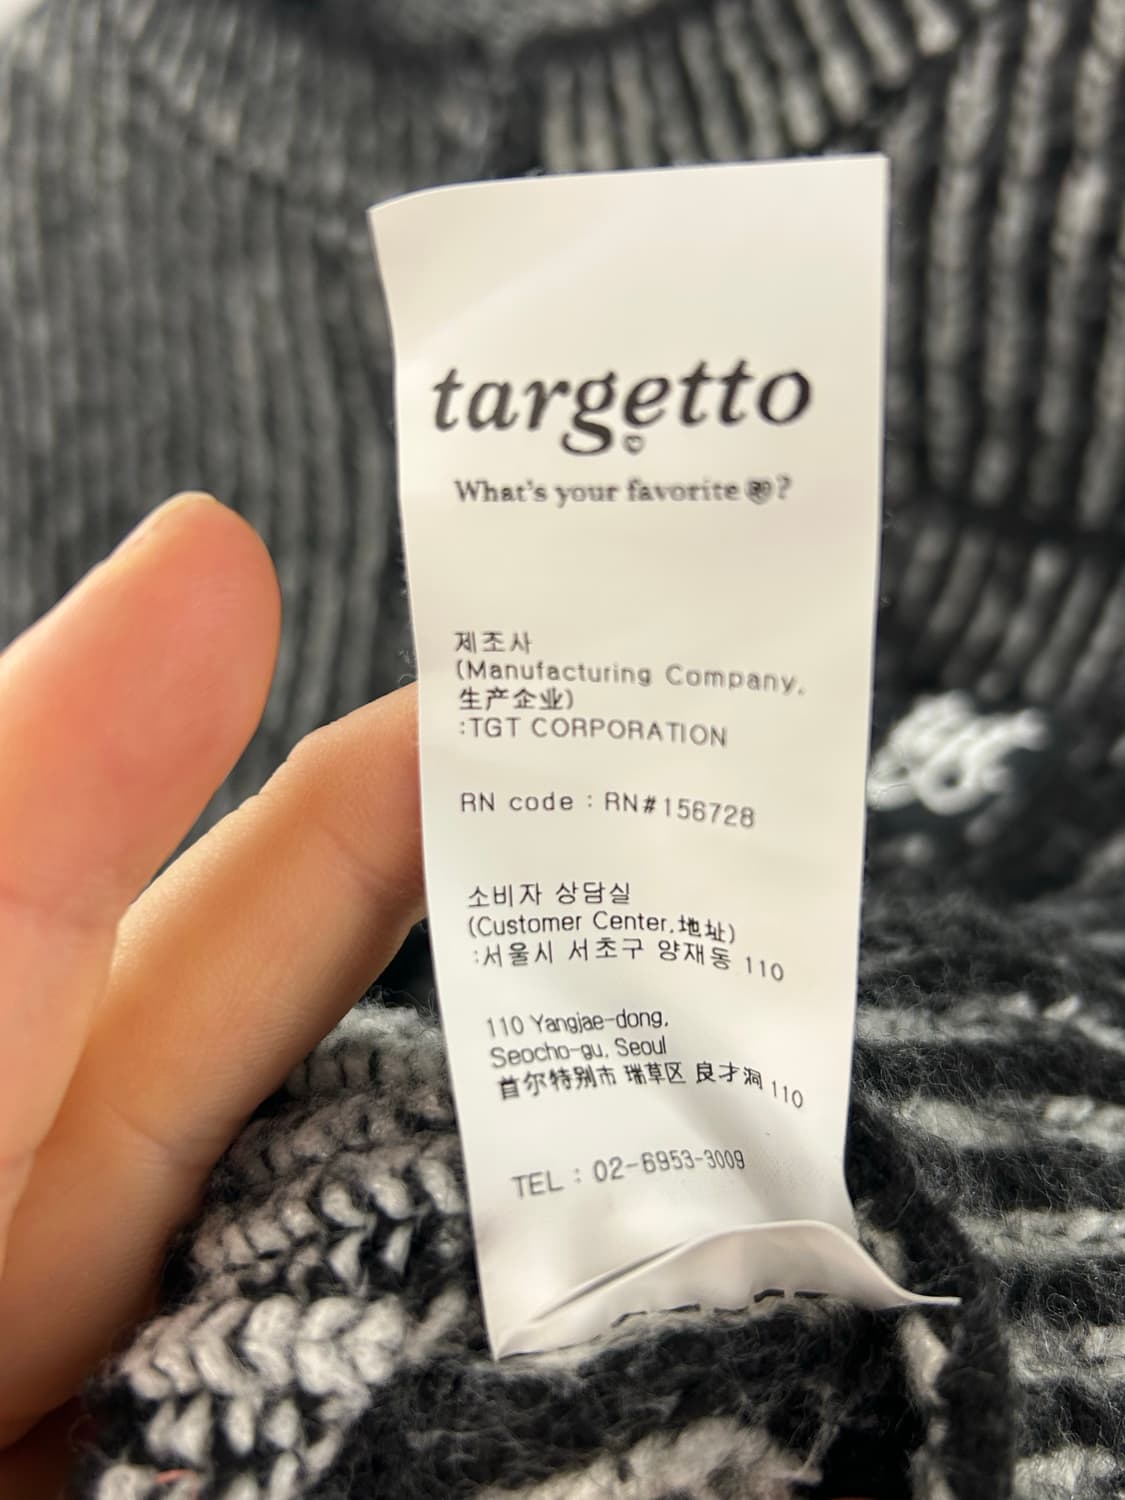 targetto
What's your favorite ?
제조사
(Manufacturing Company,
生产企业)
:TGT CORPORATION
RN code : RN#156728
소비자 상담실
(Customer Center,地址)
:서울시 서초구 양재동 110
110 Yangjae-dong,
Seocho-gu, Seoul
首尔特别市 瑞草区 良才洞 110
TEL : 02-6953-3009